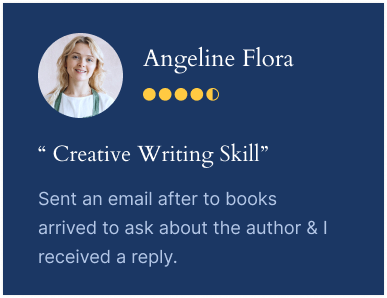 Angeline Flora
“ Creative Writing Skill”
Sent an email after to books
arrived to ask about the author & I
received a reply.